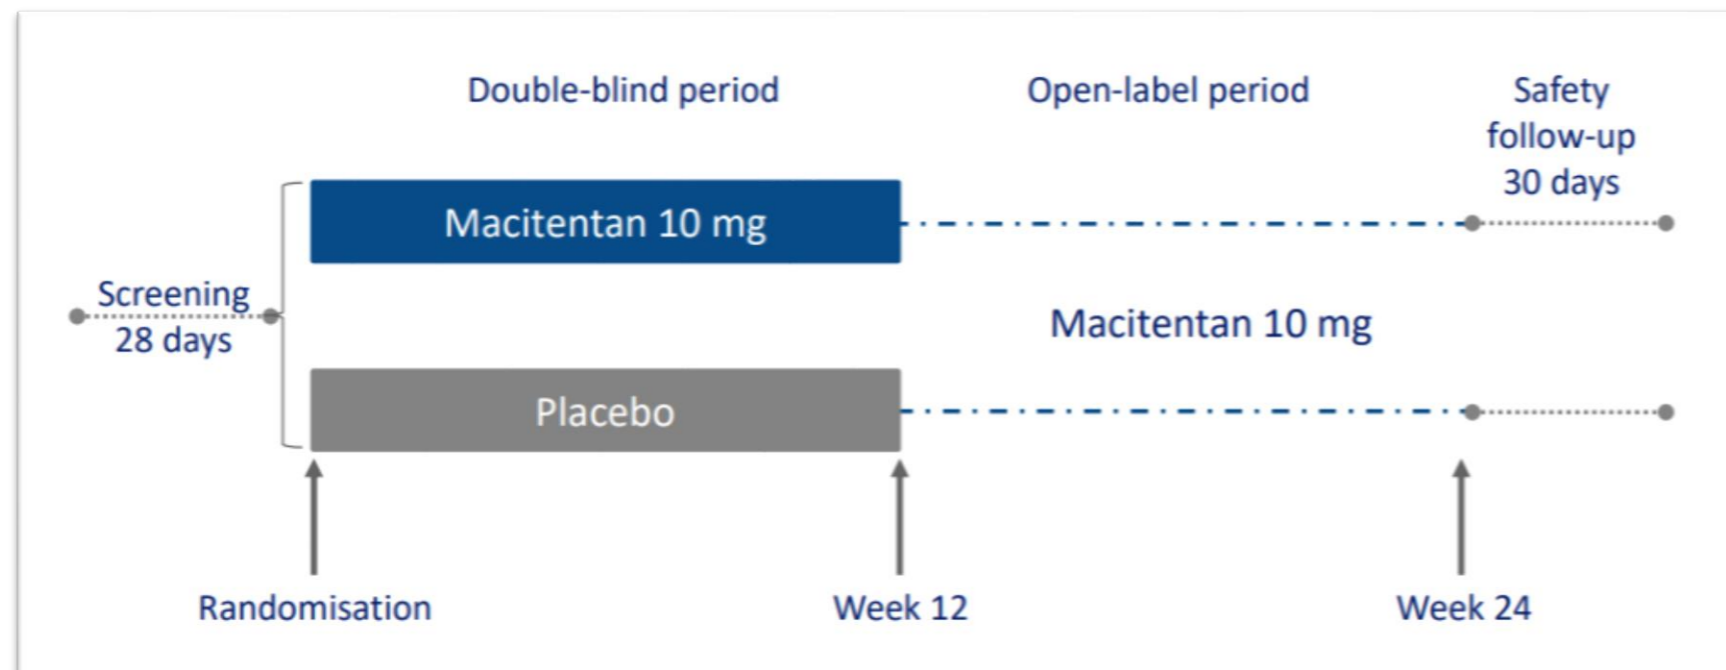 Double-blind period
Open-label period
Safety
follow-up
30 days
Macitentan 10 mg
Screening
28 days
Macitentan 10 mg
Placebo
Randomisation
Week 12
Week 24